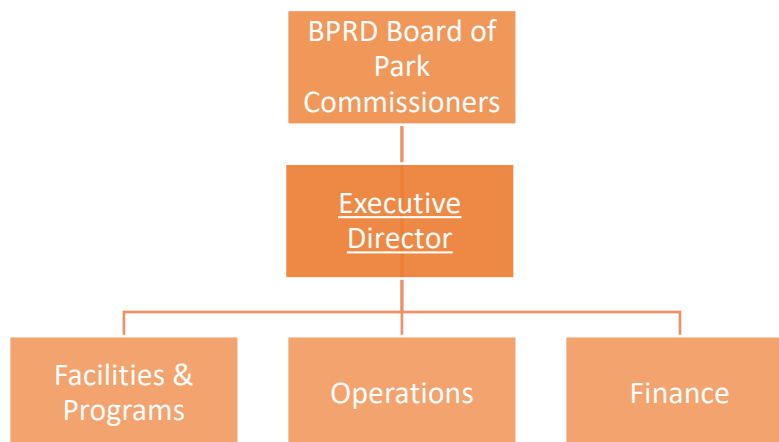 BPRD Board of
Park
Commissioners
Executive
Director
Facilities &
Programs
Operations
Finance